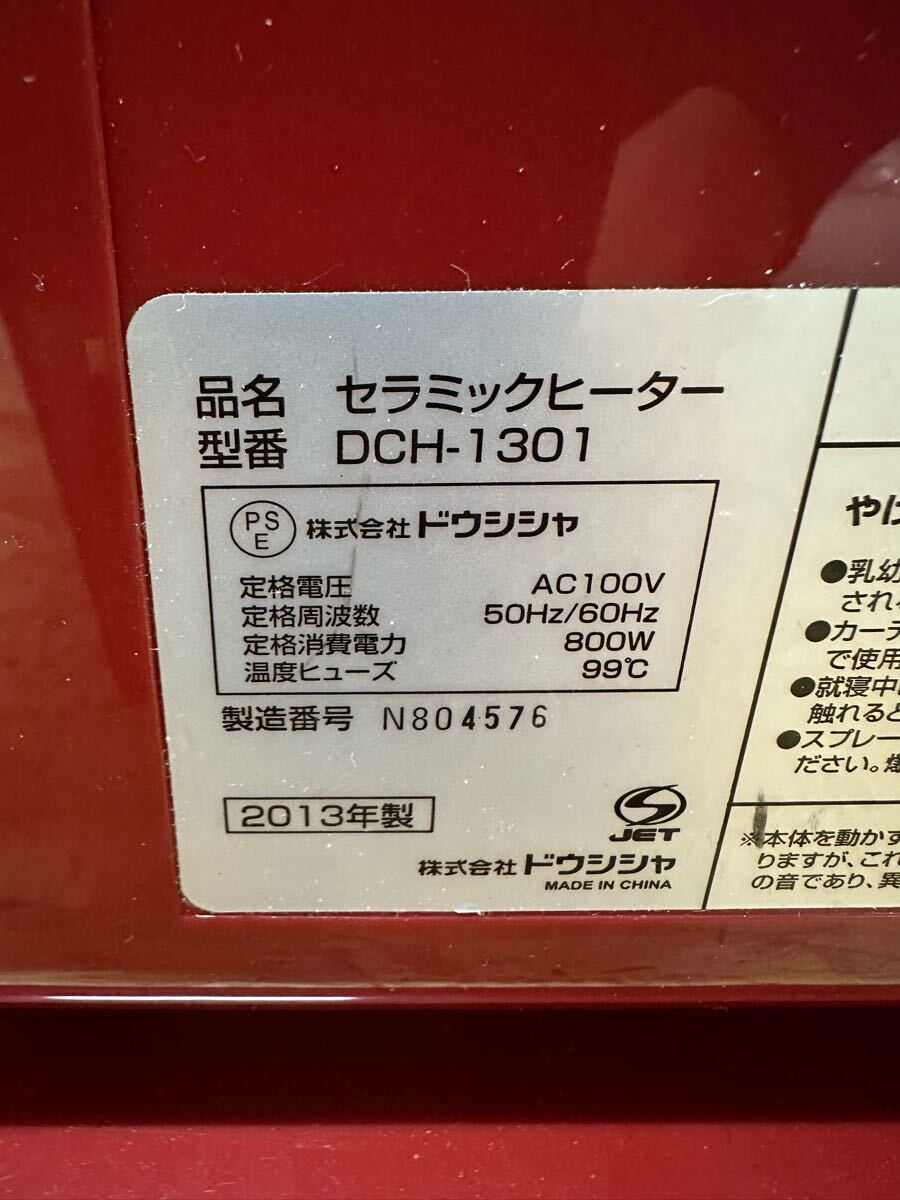 品名 セラミックヒーター
型番 DCH-1301
PS
E
株式会社 ドウシシャ
定格電圧 AC100V
定格周波数 50Hz/60Hz
定格消費電力 800W
温度ヒューズ 99℃
製造番号 N804576
2013年製
JET
株式会社 ドウシシャ
MADE IN CHINA
やけ
●乳幼
される
●カーテ
で使用
●就寝中
触れると
●スプレー
ださい。
※本体を動かす
りますが、これ
の音であり、異